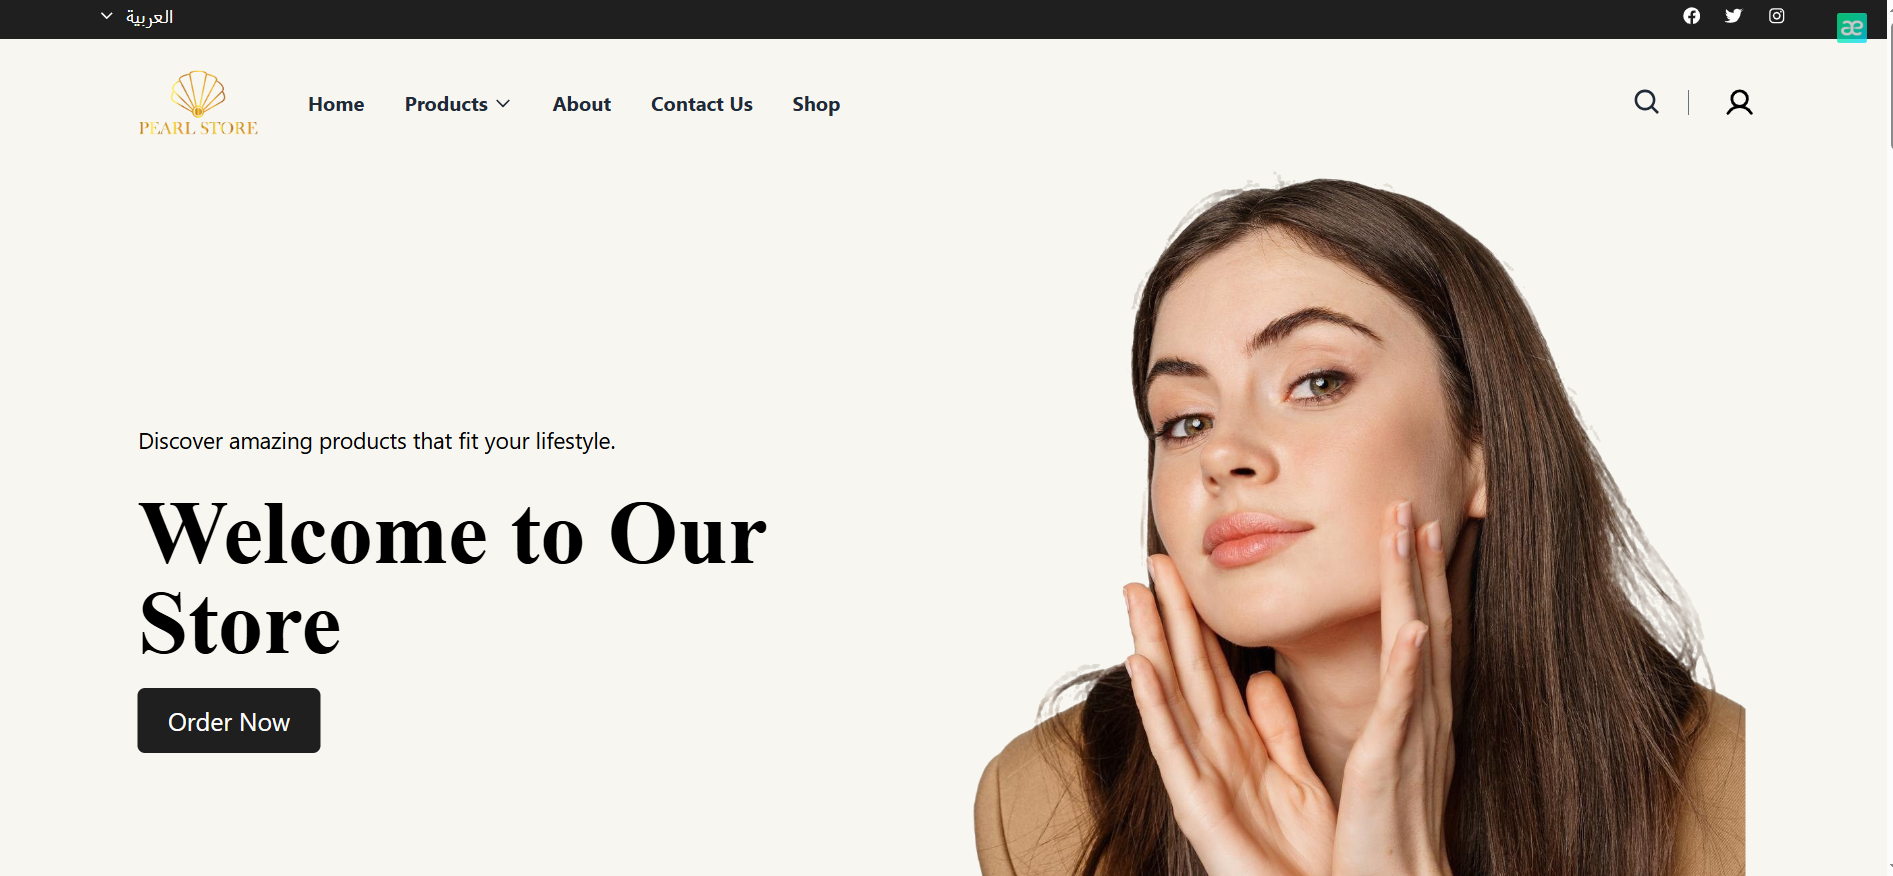 العربية
æ
PEARL STORE
Home Products About Contact Us Shop
Discover amazing products that fit your lifestyle.
Welcome to Our
Store
Order Now